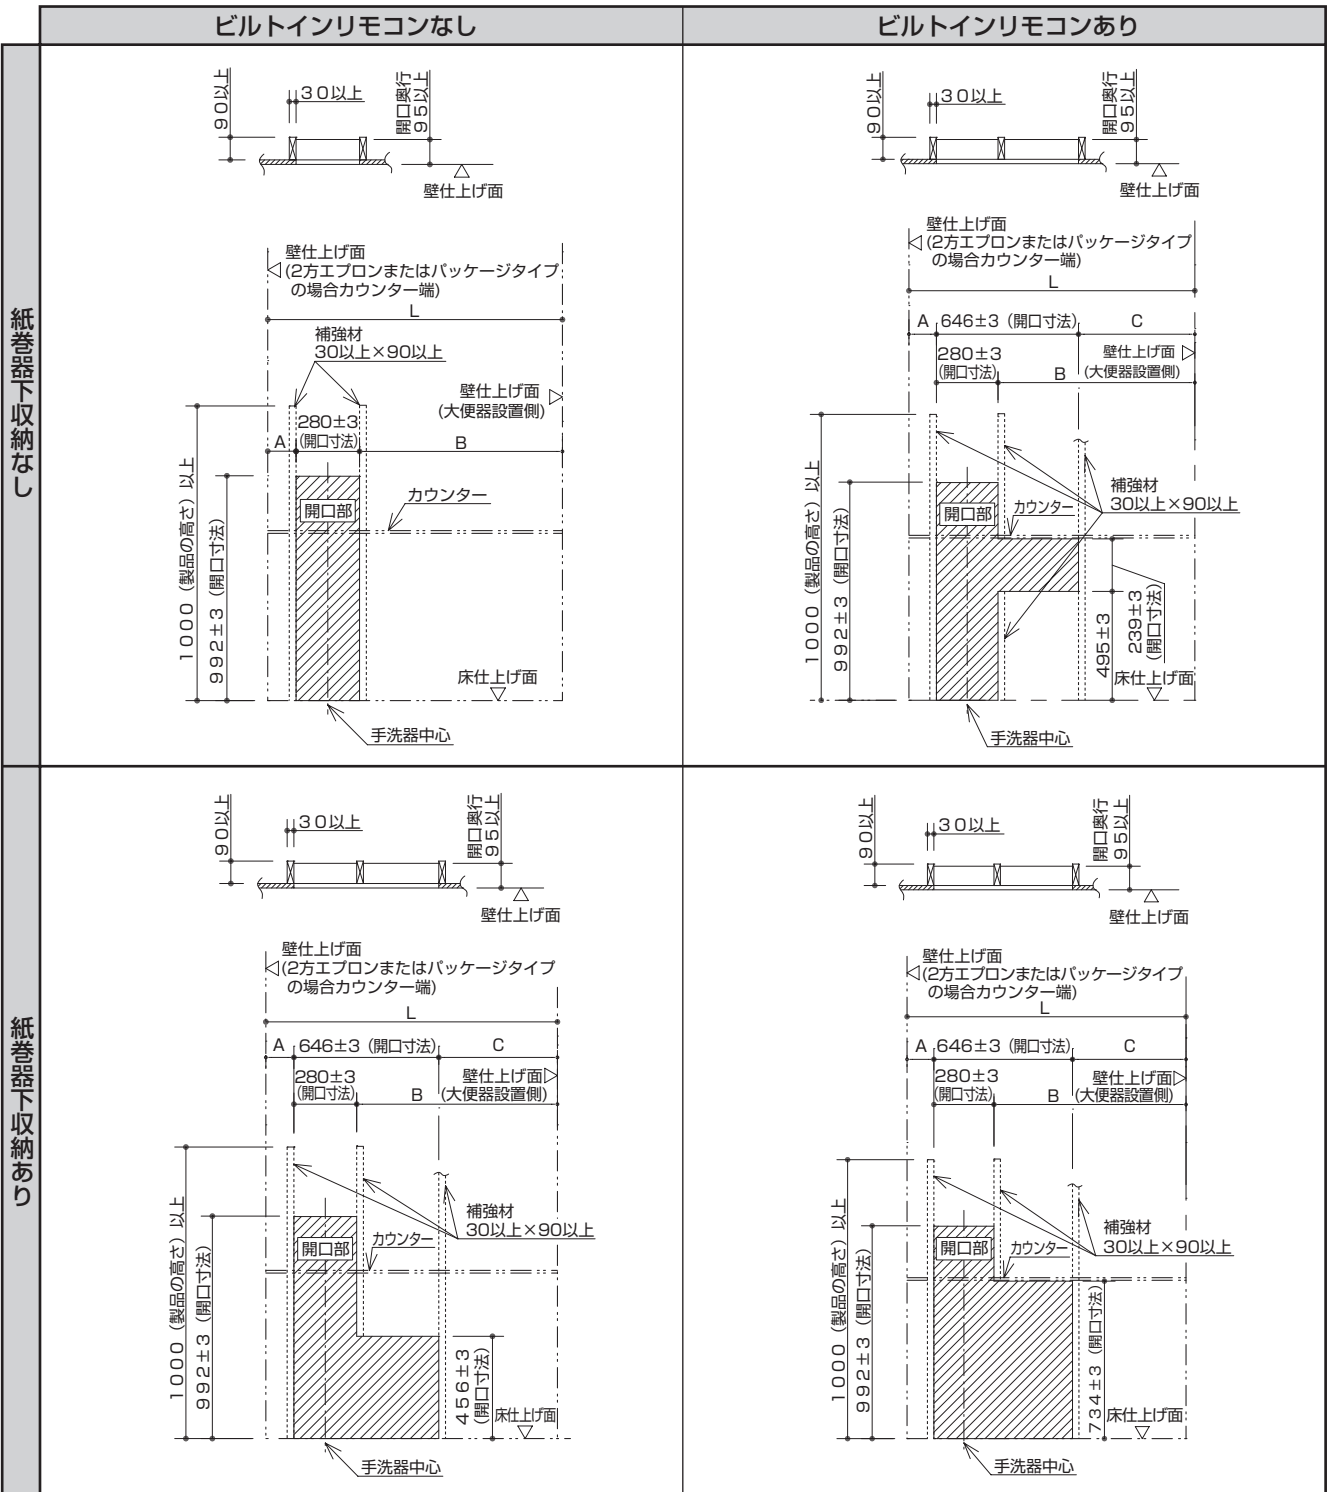 ビルトインリモコンなし
ビルトインリモコンあり
紙巻器下収納なし
90以上
30以上
開口奥行
95以上
壁仕上げ面
壁仕上げ面
(2方エプロンまたはパッケージタイプ
の場合カウンター端)
L
補強材
30以上×90以上
壁仕上げ面
(大便器設置側)
280±3
(開口寸法)
A
B
カウンター
開口部
1000(製品の高さ)以上
992±3(開口寸法)
床仕上げ面
手洗器中心
90以上
30以上
開口奥行
95以上
壁仕上げ面
壁仕上げ面
(2方エプロンまたはパッケージタイプ
の場合カウンター端)
L
A
646±3(開口寸法)
C
280±3
(開口寸法)
B
壁仕上げ面
(大便器設置側)
補強材
30以上×90以上
開口部
カウンター
1000(製品の高さ)以上
992±3(開口寸法)
495±3
239±3
(開口寸法)
床仕上げ面
手洗器中心
紙巻器下収納あり
90以上
30以上
開口奥行
95以上
壁仕上げ面
壁仕上げ面
(2方エプロンまたはパッケージタイプ
の場合カウンター端)
L
A
646±3(開口寸法)
C
280±3
(開口寸法)
B
壁仕上げ面
(大便器設置側)
補強材
30以上×90以上
開口部
カウンター
1000(製品の高さ)以上
992±3(開口寸法)
456±3
(開口寸法)
床仕上げ面
手洗器中心
90以上
30以上
開口奥行
95以上
壁仕上げ面
壁仕上げ面
(2方エプロンまたはパッケージタイプ
の場合カウンター端)
L
A
646±3(開口寸法)
C
280±3
(開口寸法)
B
壁仕上げ面
(大便器設置側)
補強材
30以上×90以上
開口部
カウンター
1000(製品の高さ)以上
992±3(開口寸法)
734±3(開口寸法)
床仕上げ面
手洗器中心